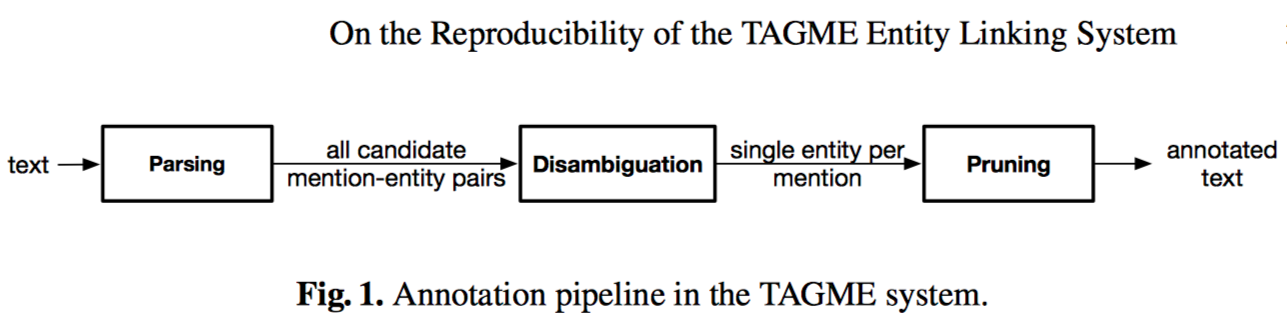 On the Reproducibility of the TAGME Entity Linking System
text
Parsing
all candidate
mention-entity pairs
Disambiguation
single entity per
mention
Pruning
annotated
text
Fig. 1. Annotation pipeline in the TAGME system.